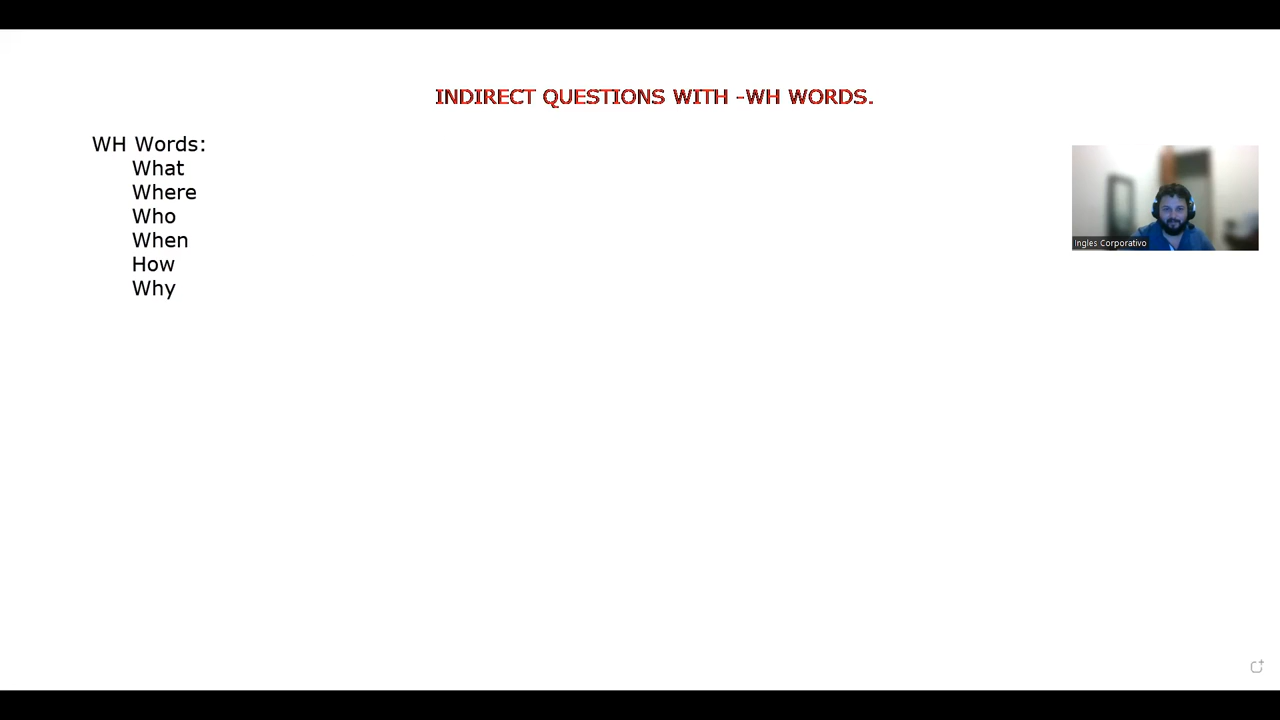 INDIRECT QUESTIONS WITH -WH WORDS.
WH Words:
What
Where
Who
When
How
Why
Ingles Corporativo